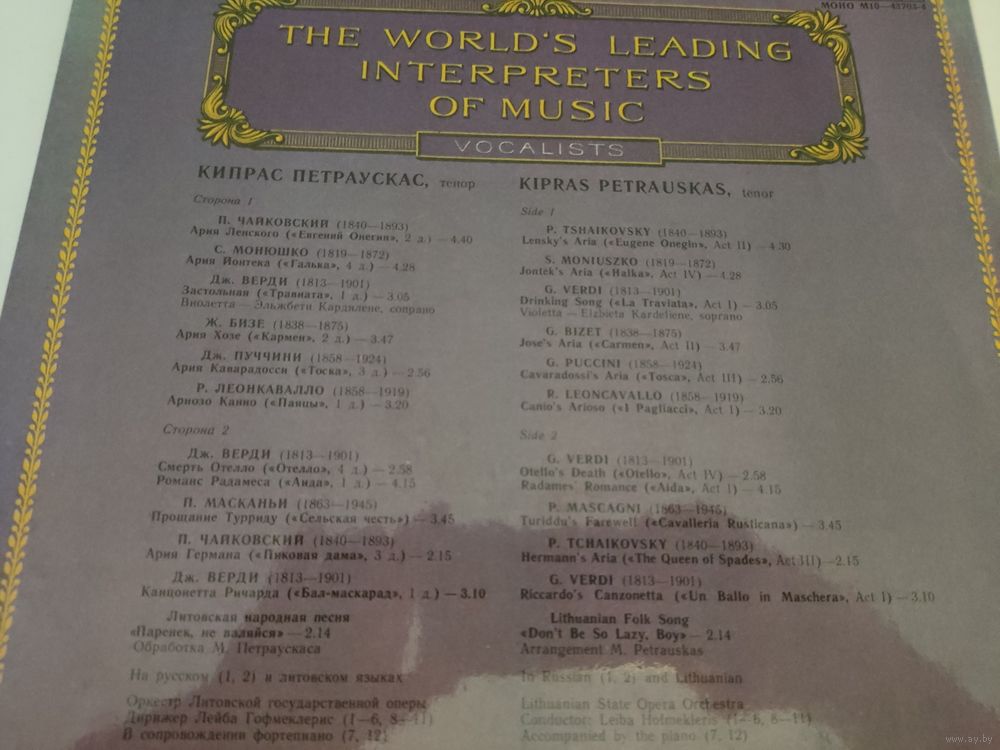 МОНО М10—43703-4
THE WORLD'S LEADING
INTERPRETERS
OF MUSIC
VOCALISTS
КИПРАС ПЕТРАУСКАС, тенор
Сторона 1
П. ЧАЙКОВСКИЙ (1840—1893)
Ария Ленского («Евгений Онегин», 2 д.) — 4.40
С. МОНЮШКО (1819—1872)
Ария Йонтека («Галька», 4 д.) — 4.28
Дж. ВЕРДИ (1813—1901)
Застольная («Травиата», 1 д.) — 3.05
Виолетта — Эльжбета Кардялене, сопрано
Ж. БИЗЕ (1838—1875)
Ария Хозе («Кармен», 2 д.) — 3.47
Дж. ПУЧЧИНИ (1858—1924)
Ария Каварадосси («Тоска», 3 д.) — 2.56
Р. ЛЕОНКАВАЛЛО (1858—1919)
Ариозо Канио («Паяцы», 1 д.) — 3.20
Сторона 2
Дж. ВЕРДИ (1813—1901)
Смерть Отелло («Отелло», 4 д.) — 2.58
Романс Радамеса («Аида», 1 д.) — 4.15
П. МАСКАНЬИ (1863—1945)
Прощание Турриду («Сельская честь») — 3.45
П. ЧАЙКОВСКИЙ (1840—1893)
Ария Германа («Пиковая дама», 3 д.) — 2.15
Дж. ВЕРДИ (1813—1901)
Канцонетта Ричарда («Бал-маскарад», 1 д.) — 3.10
Литовская народная песня
«Паренек, не валяйся» — 2.14
Обработка М. Петраускаса
На русском (1, 2) и литовском языках
Оркестр Литовской государственной оперы
Дирижер Лейба Гофмеклерис (1—6, 8—11)
В сопровождении фортепиано (7, 12)
KIPRAS PETRAUSKAS, tenor
Side 1
P. TSHAIKOVSKY (1840—1893)
Lensky's Aria («Eugene Onegin», Act II) — 4.30
S. MONIUSZKO (1819—1872)
Jontek's Aria («Halka», Act IV) — 4.28
G. VERDI (1813—1901)
Drinking Song («La Traviata», Act I) — 3.05
Violetta — Elzbieta Kardeliene, soprano
G. BIZET (1838—1875)
Jose's Aria («Carmen», Act II) — 3.47
G. PUCCINI (1858—1924)
Cavaradossi's Aria («Tosca», Act III) — 2.56
R. LEONCAVALLO (1858—1919)
Canio's Arioso («I Pagliacci», Act I) — 3.20
Side 2
G. VERDI (1813—1901)
Otello's Death («Otello», Act IV) — 2.58
Radames' Romance («Aida», Act I) — 4.15
P. MASCAGNI (1863—1945)
Turiddu's Farewell («Cavalleria Rusticana») — 3.45
P. TCHAIKOVSKY (1840—1893)
Hermann's Aria («The Queen of Spades», Act III) — 2.15
G. VERDI (1813—1901)
Riccardo's Canzonetta («Un Ballo in Maschera», Act I) — 3.10
Lithuanian Folk Song
«Don't Be So Lazy, Boy» — 2.14
Arrangement M. Petrauskas
In Russian (1, 2) and Lithuanian
Lithuanian State Opera Orchestra
Conductor: Leiba Hofmekleris (1—6, 8—11)
Accompanied by the piano (7, 12)
www.ay.by